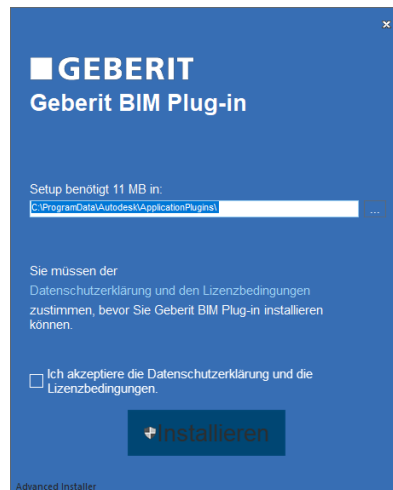 GEBERIT
Geberit BIM Plug-in
Setup benötigt 11 MB in:
C:\ProgramData\Autodesk\ApplicationPlugins\
...
Sie müssen der
Datenschutzerklärung und den Lizenzbedingungen
zustimmen, bevor Sie Geberit BIM Plug-in installieren
können.
Ich akzeptiere die Datenschutzerklärung und die
Lizenzbedingungen.
Installieren
Advanced Installer